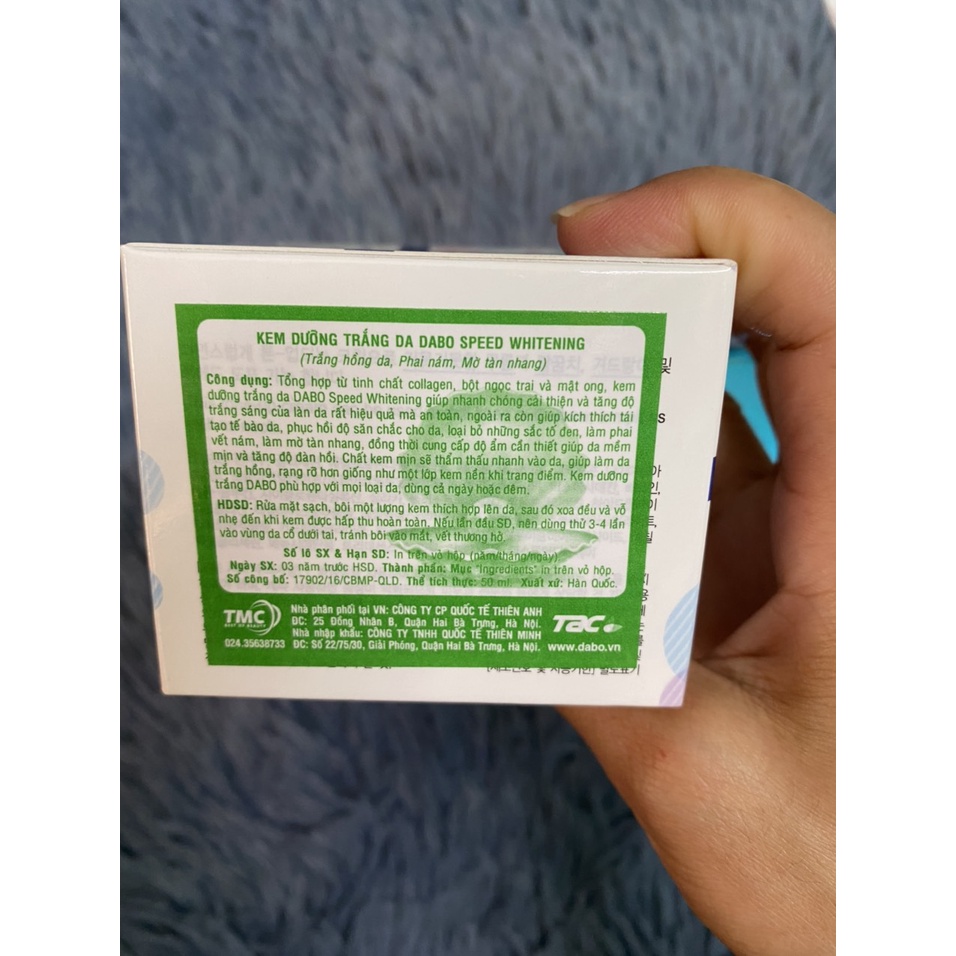 KEM DƯỠNG TRẮNG DA DABO SPEED WHITENING
(Trắng hồng da, Phai nám, Mờ tàn nhang)
Công dụng: Tổng hợp từ tinh chất collagen, bột ngọc trai và mật ong, kem
dưỡng trắng da DABO Speed Whitening giúp nhanh chóng cải thiện và tăng độ
trắng sáng của làn da rất hiệu quả mà an toàn, ngoài ra còn giúp kích thích tái
tạo tế bào da, phục hồi độ săn chắc cho da, loại bỏ những sắc tố đen, làm phai
vết nám, làm mờ tàn nhang, đồng thời cung cấp độ ẩm cần thiết giúp da mềm
mịn và tăng độ đàn hồi. Chất kem mịn sẽ thẩm thấu nhanh vào da, giúp làm da
trắng hồng, rạng rỡ hơn giống như một lớp kem nền khi trang điểm. Kem dưỡng
trắng DABO phù hợp với mọi loại da, dùng cả ngày hoặc đêm.
HDSD: Rửa mặt sạch, bôi một lượng kem thích hợp lên da, sau đó xoa đều và vỗ
nhẹ đến khi kem được hấp thu hoàn toàn. Nếu lần đầu SD, nên dùng thử 3-4 lần
vào vùng da cổ dưới tai, tránh bôi vào mắt, vết thương hở.
Số lô SX & Hạn SD: In trên vỏ hộp (năm/tháng/ngày).
Ngày SX: 03 năm trước HSD. Thành phần: Mục "Ingredients" in trên vỏ hộp.
Số công bố: 17902/16/CBMP-QLD. Thể tích thực: 50 ml. Xuất xứ: Hàn Quốc.
TMC
024.35638733
Nhà phân phối tại VN: CÔNG TY CP QUỐC TẾ THIÊN ANH
ĐC: 25 Đồng Nhân B, Quận Hai Bà Trưng, Hà Nội.
Nhà nhập khẩu: CÔNG TY TNHH QUỐC TẾ THIÊN MINH
ĐC: Số 22/75/30, Giải Phóng, Quận Hai Bà Trưng, Hà Nội.
TAC
www.dabo.vn
및
S